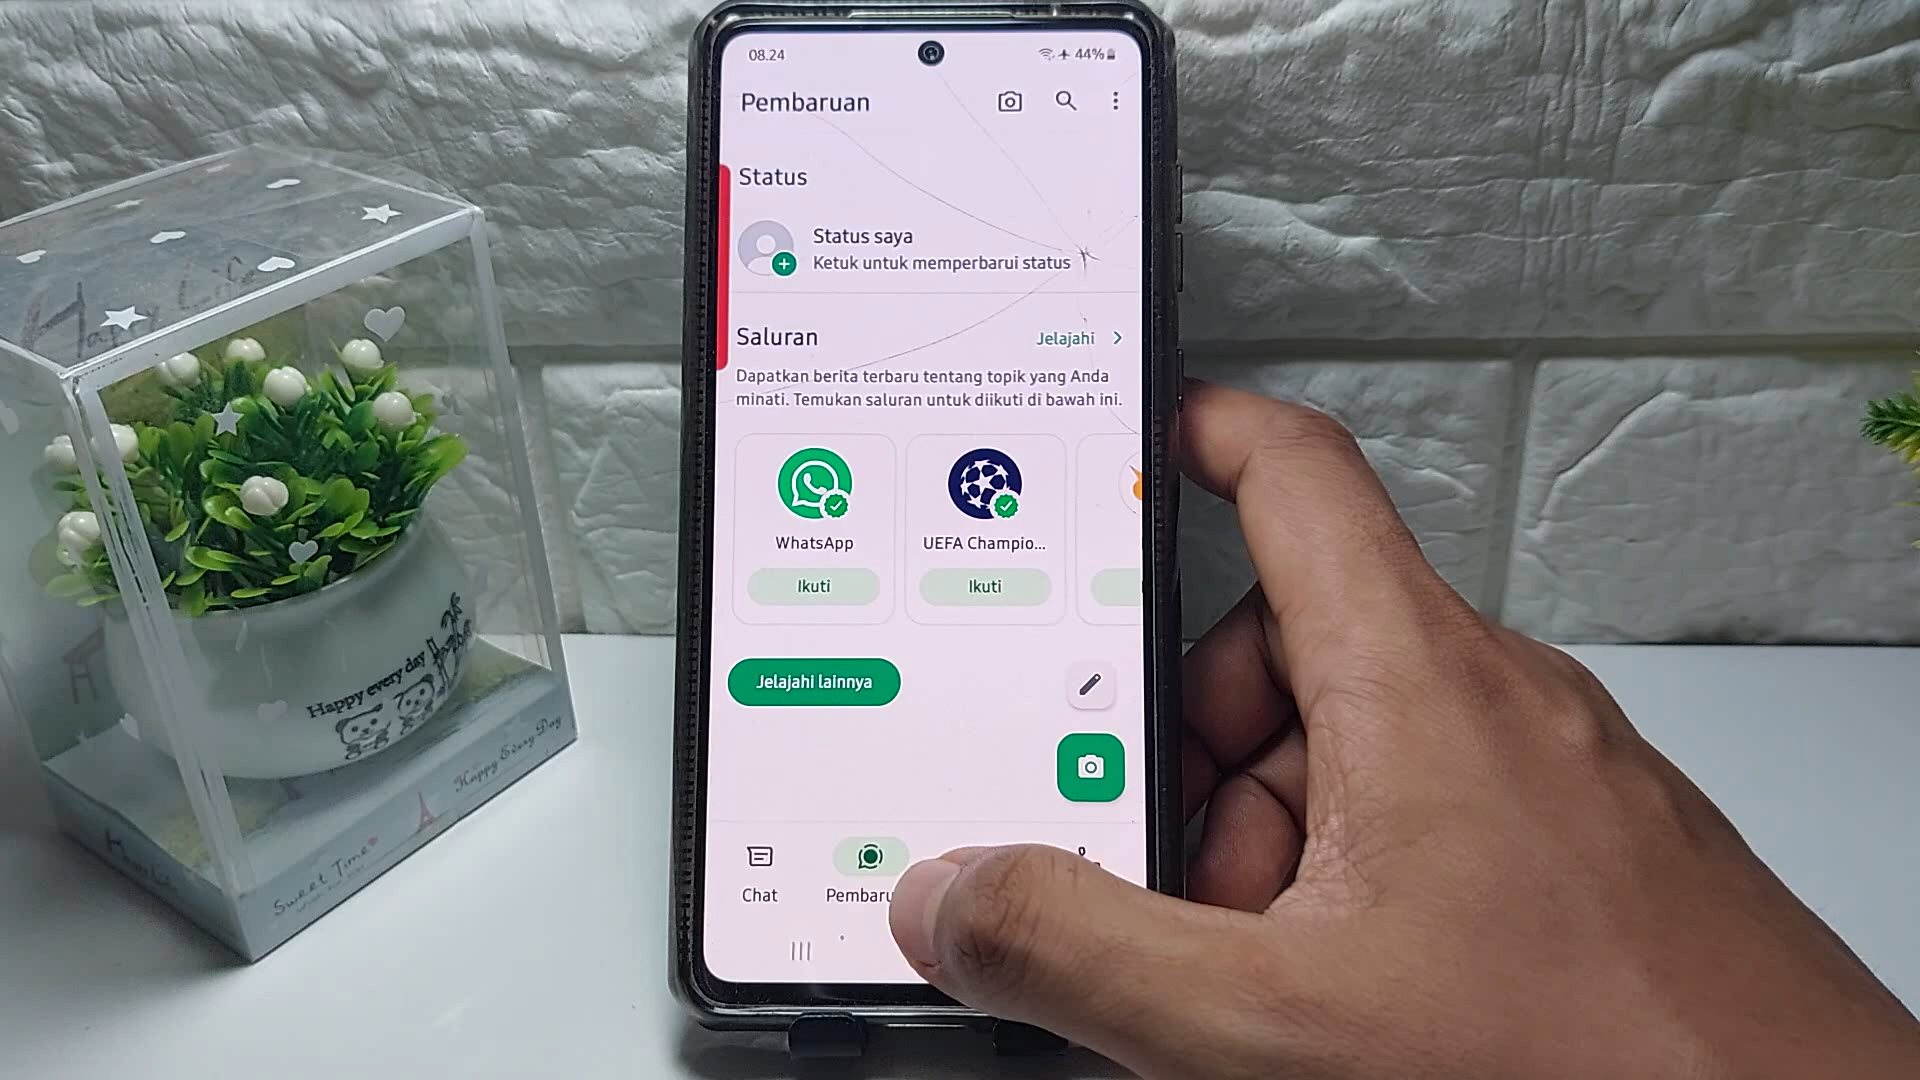 08.24
44%
Pembaruan
Status
Status saya
Ketuk untuk memperbarui status
Saluran
Jelajahi
Dapatkan berita terbaru tentang topik yang Anda
minati. Temukan saluran untuk diikuti di bawah ini.
WhatsApp
UEFA Champio...
Ikuti
Ikuti
Jelajahi lainnya
Chat
Pembaru
Happy Life
Happy every day
Happy Every Day
Sweet Time